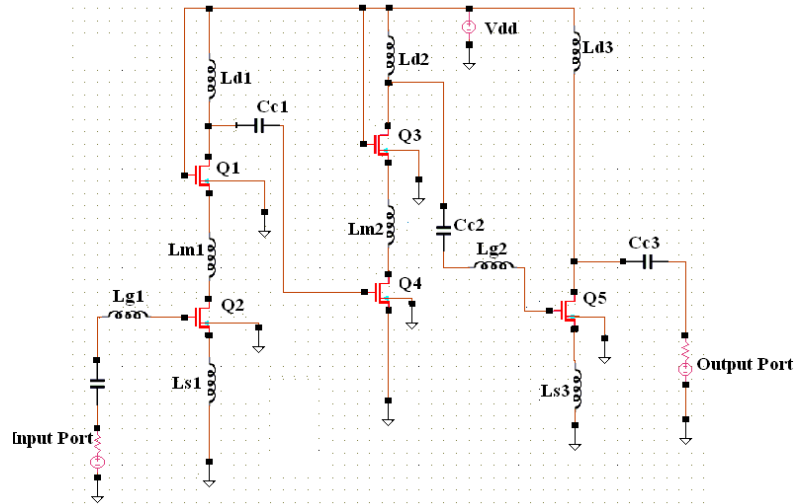 Vdd
Ld1
Ld2
Ld3
Cc1
Q1
Q3
Lm1
Lm2
Cc2
Lg2
Cc3
Lg1
Q2
Q4
Q5
Ls1
Ls3
Output Port
Input Port